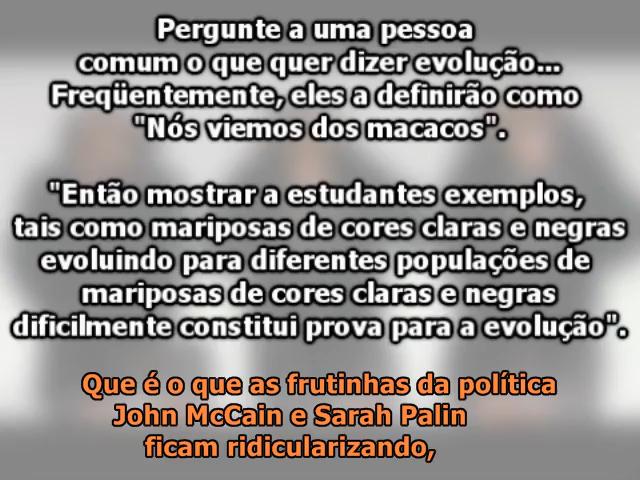 Pergunte a uma pessoa
comum o que quer dizer evolução...
Freqüentemente, eles a definirão como
"Nós viemos dos macacos".
"Então mostrar a estudantes exemplos,
tais como mariposas de cores claras e negras
evoluindo para diferentes populações de
mariposas de cores claras e negras
dificilmente constitui prova para a evolução".
Que é o que as frutinhas da política
John McCain e Sarah Palin
ficam ridicularizando,